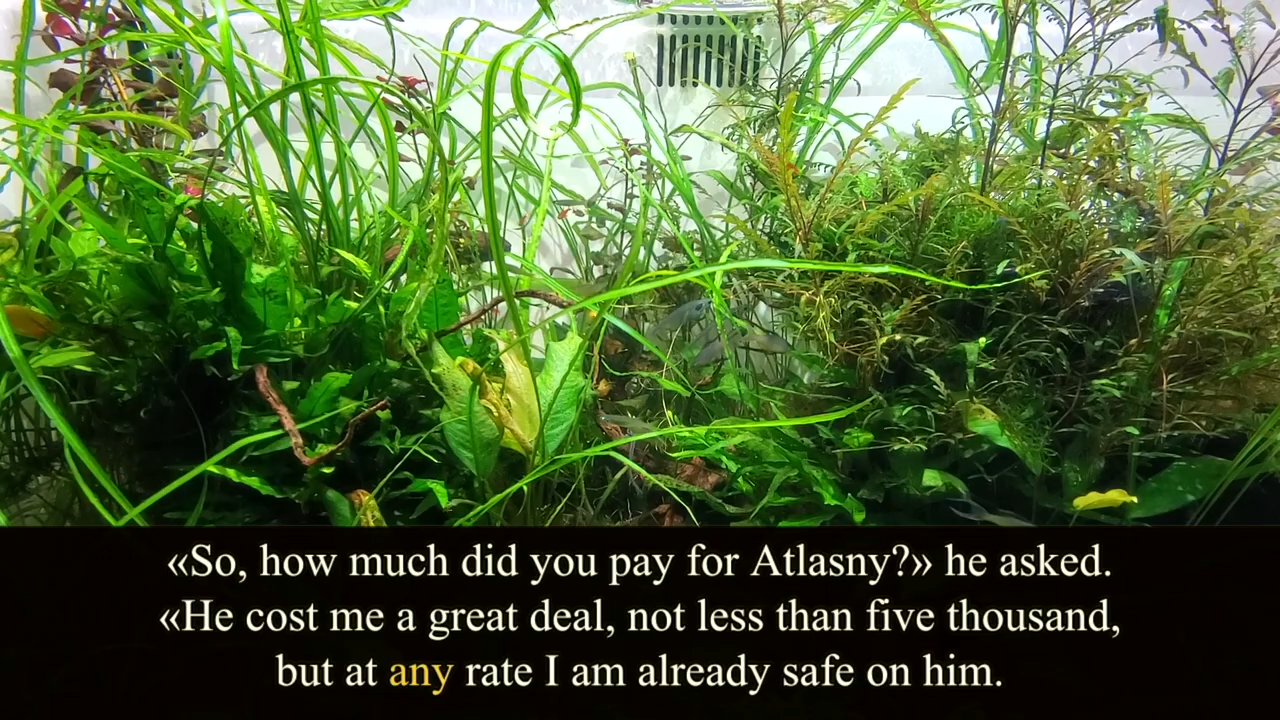 «So, how much did you pay for Atlasny?» he asked.
«He cost me a great deal, not less than five thousand,
but at any rate I am already safe on him.